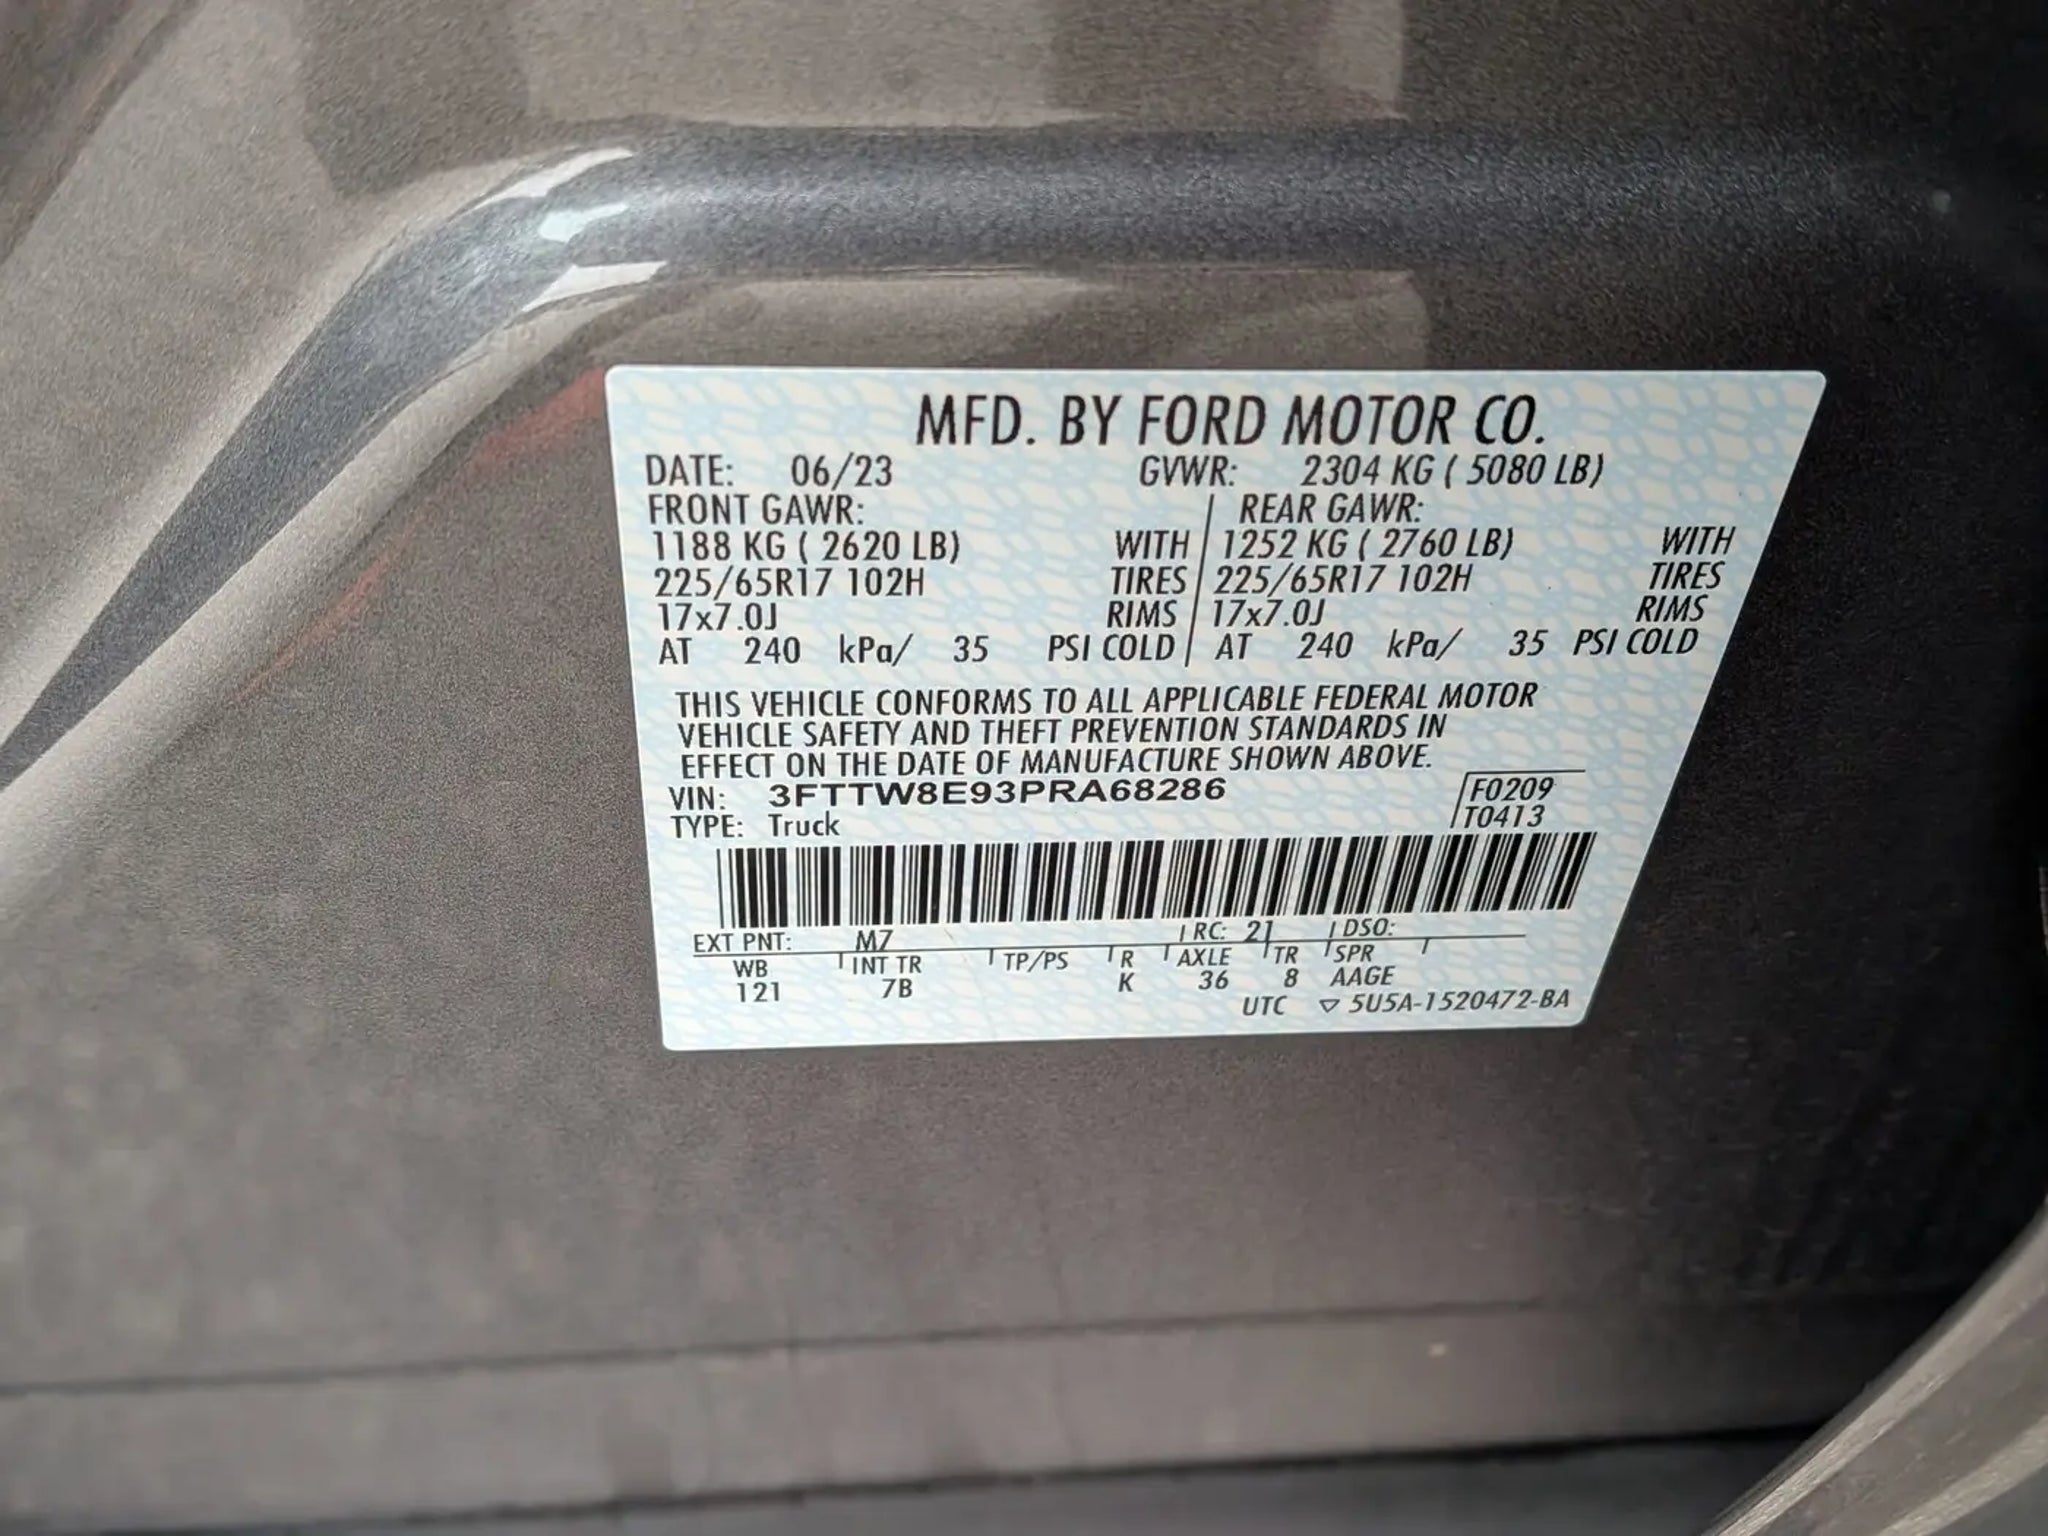 MFD. BY FORD MOTOR CO.
DATE: 06/23 GVWR: 2304 KG ( 5080 LB)
FRONT GAWR: REAR GAWR:
1188 KG ( 2620 LB) WITH 1252 KG ( 2760 LB) WITH
225/65R17 102H TIRES 225/65R17 102H TIRES
17x7.0J RIMS 17x7.0J RIMS
AT 240 kPa/ 35 PSI COLD AT 240 kPa/ 35 PSI COLD
THIS VEHICLE CONFORMS TO ALL APPLICABLE FEDERAL MOTOR
VEHICLE SAFETY AND THEFT PREVENTION STANDARDS IN
EFFECT ON THE DATE OF MANUFACTURE SHOWN ABOVE.
VIN: 3FTTW8E93PRA68286 F0209
TYPE: Truck T0413
EXT PNT: M7 RC: 21 DSO:
WB INT TR TP/PS R AXLE TR SPR
121 7B K 36 8 AAGE
UTC ▽ 5U5A-1520472-BA